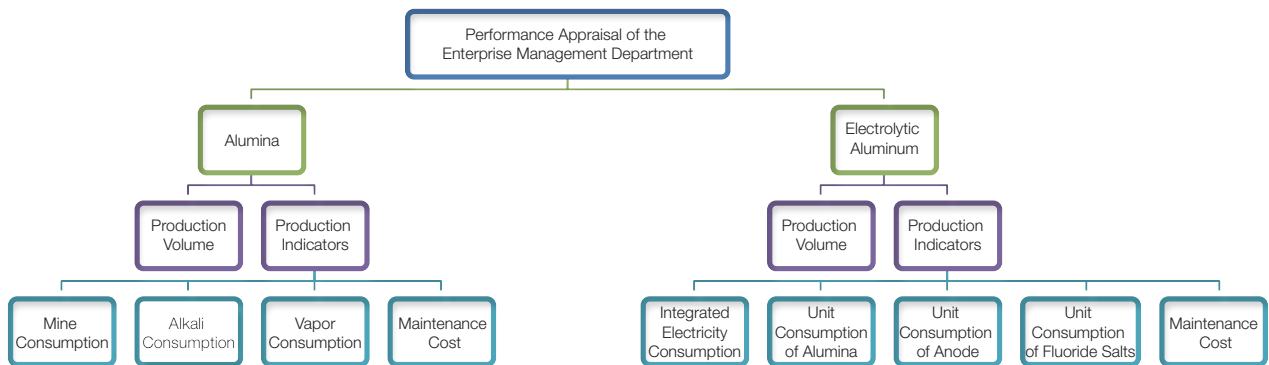 Performance Appraisal of the
Enterprise Management Department
Alumina
Electrolytic
Aluminum
Production
Volume
Production
Indicators
Production
Volume
Production
Indicators
Mine
Consumption
Alkali
Consumption
Vapor
Consumption
Maintenance
Cost
Integrated
Electricity
Consumption
Unit
Consumption
of Alumina
Unit
Consumption
of Anode
Unit
Consumption
of Fluoride Salts
Maintenance
Cost